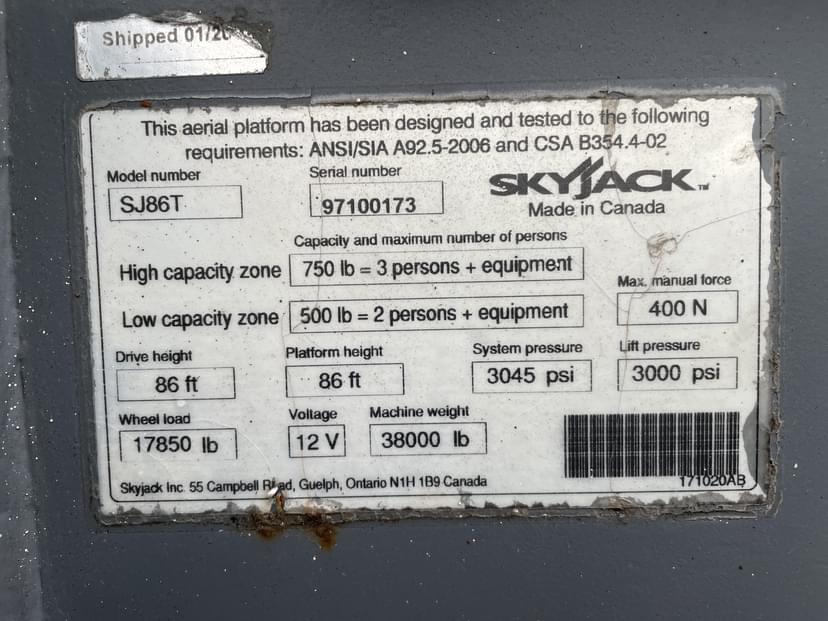 Shipped 01/20
This aerial platform has been designed and tested to the following
requirements: ANSI/SIA A92.5-2006 and CSA B354.4-02
Model number
SJ86T
Serial number
97100173
SKYJACK™
Made in Canada
Capacity and maximum number of persons
High capacity zone 750 lb = 3 persons + equipment
Low capacity zone 500 lb = 2 persons + equipment
Max. manual force
400 N
Drive height
86 ft
Platform height
86 ft
System pressure
3045 psi
Lift pressure
3000 psi
Wheel load
17850 lb
Voltage
12 V
Machine weight
38000 lb
171020AB
Skyjack Inc. 55 Campbell Road, Guelph, Ontario N1H 1B9 Canada